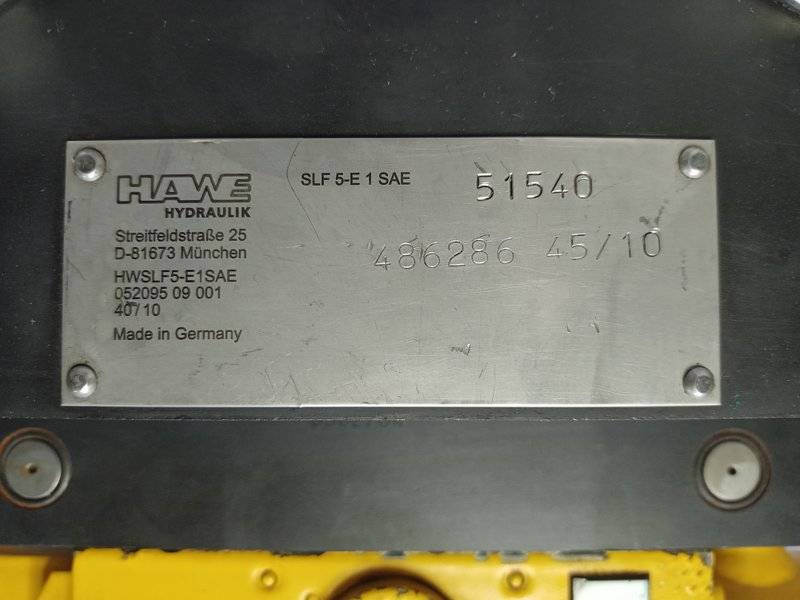 HAWE
HYDRAULIK
SLF 5-E 1 SAE
51540
Streitfeldstraße 25
D-81673 München
486286 45/10
HWSLF5-E1SAE
052095 09 001
40/10
Made in Germany